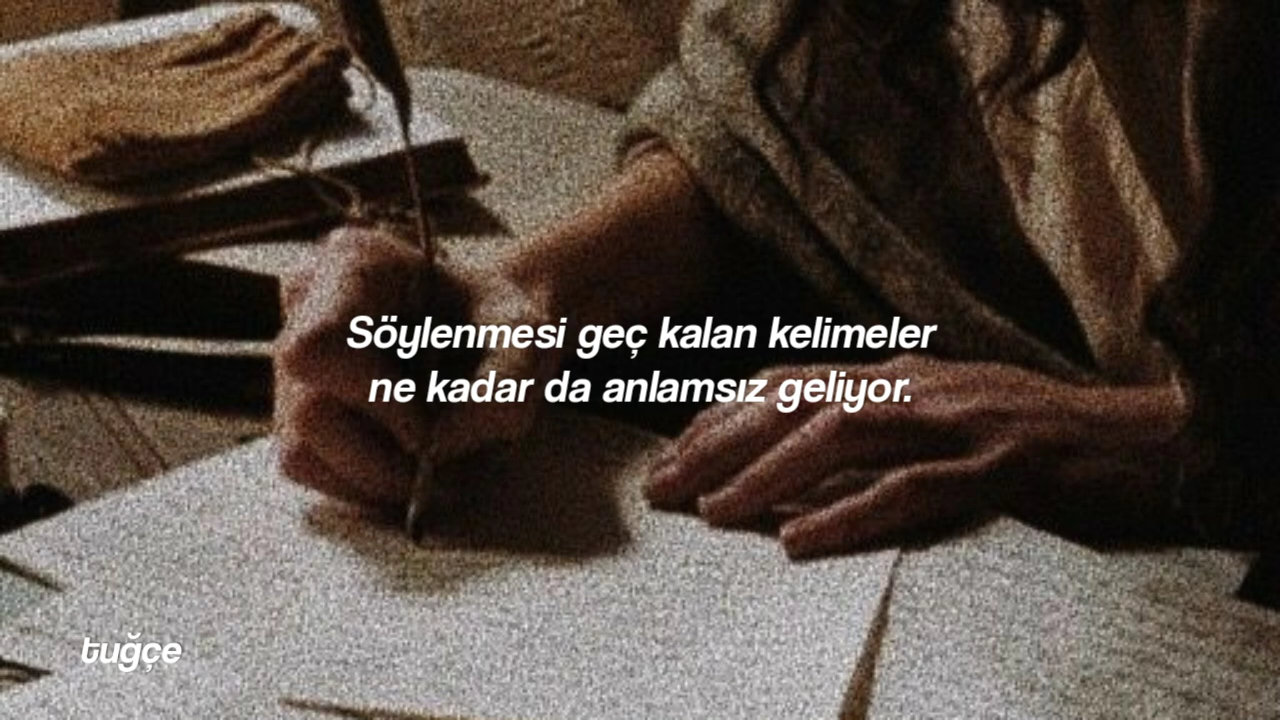 Söylenmesi geç kalan kelimeler
ne kadar da anlamsız geliyor.
tuğçe